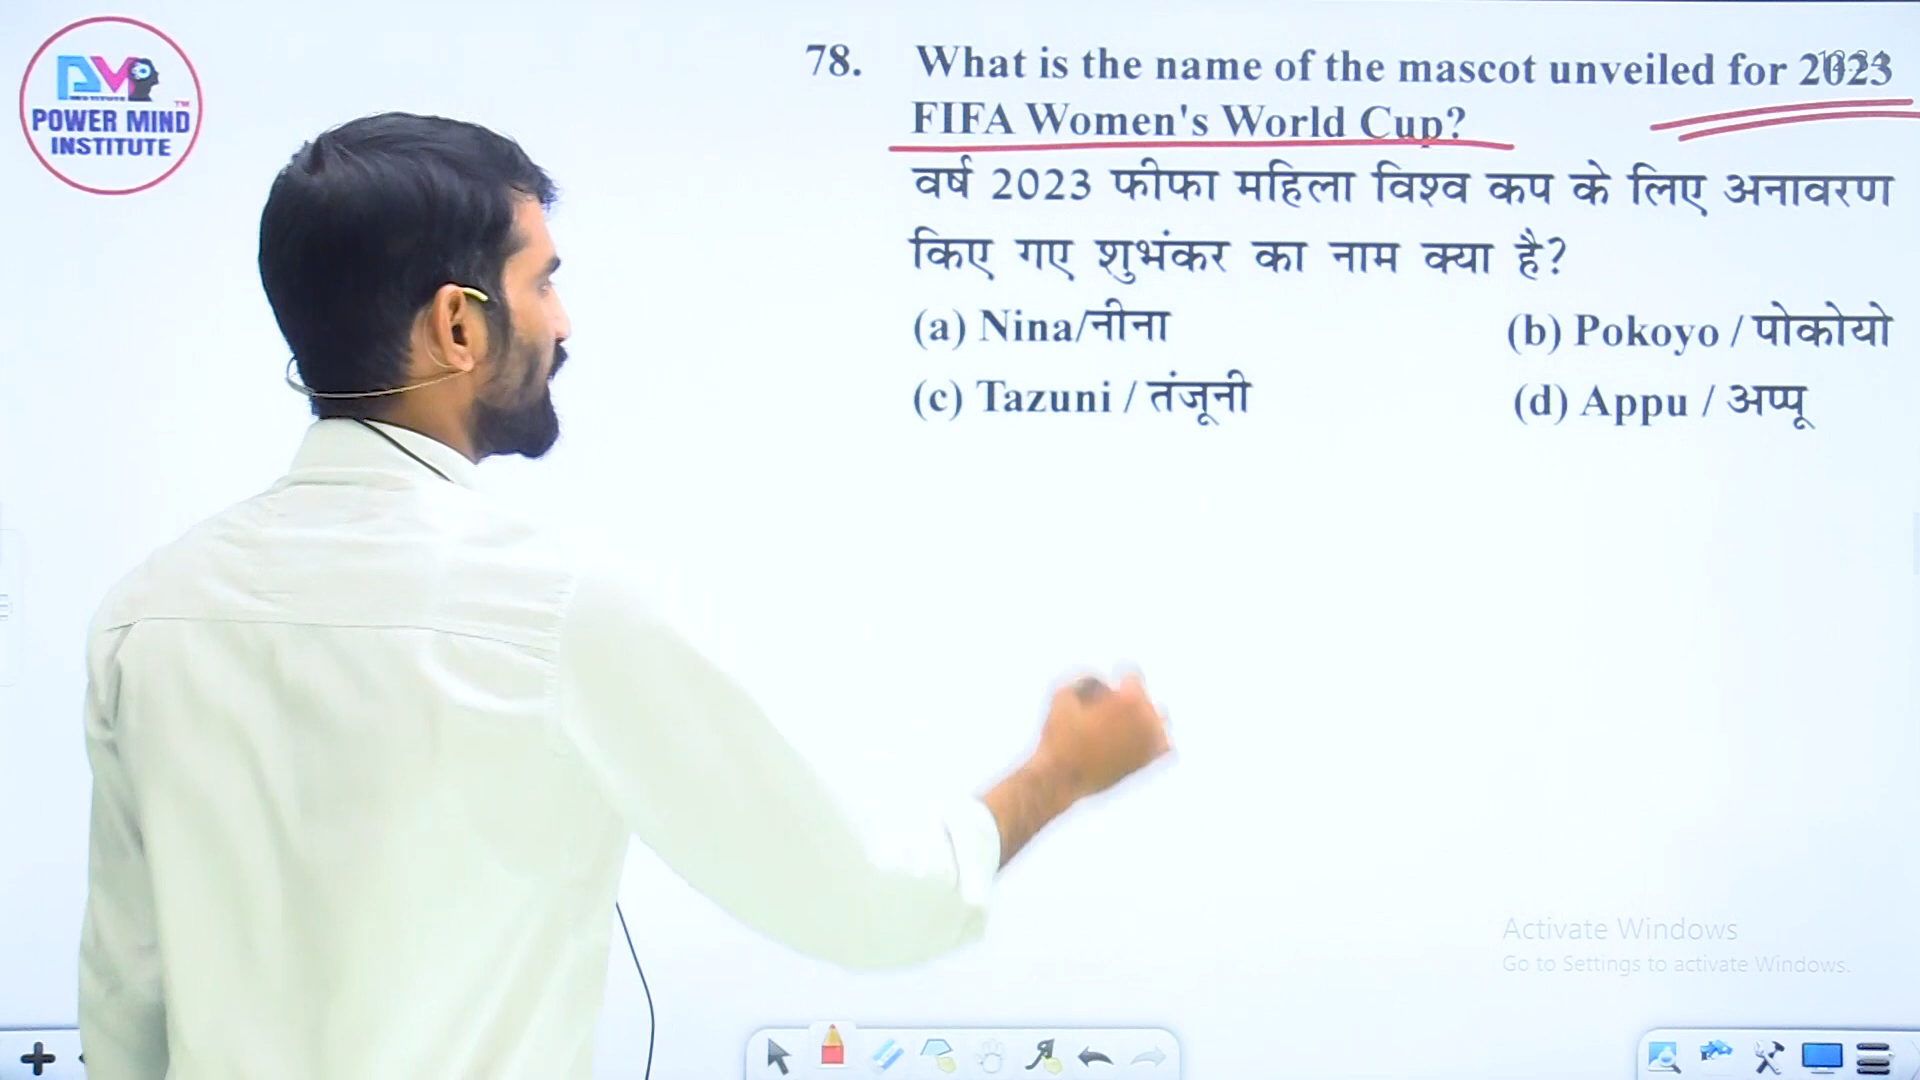 POWER MIND
INSTITUTE
TM
78. What is the name of the mascot unveiled for 2023
FIFA Women's World Cup?
वर्ष 2023 फीफा महिला विश्व कप के लिए अनावरण
किए गए शुभंकर का नाम क्या है?
(a) Nina/नीना (b) Pokoyo / पोकोयो
(c) Tazuni / तंजूनी (d) Appu / अप्पू
Activate Windows
Go to Settings to activate Windows.